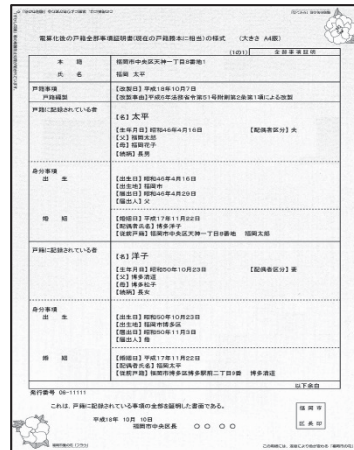 電算化後の戸籍全部事項証明書(現在の戸籍謄本に相当)の様式 (大きさ A4版)
(1の1) 全部事項証明
本籍 福岡市中央区天神一丁目8番地1
氏名 福岡 太平
戸籍事項
戸籍編製 【改製日】平成18年10月7日
【改製事由】平成6年法務省令第51号附則第2条第1項による改製
戸籍に記録されている者 【名】太平
【生年月日】昭和46年4月16日 【配偶者区分】夫
【父】福岡太郎
【母】福岡花子
【続柄】長男
身分事項
出生 【出生日】昭和46年4月16日
【出生地】福岡市
【届出日】昭和46年4月29日
【届出人】父
婚姻 【婚姻日】平成17年11月22日
【配偶者氏名】博多洋子
【従前戸籍】福岡市中央区天神一丁目8番地 福岡太郎
戸籍に記録されている者 【名】洋子
【生年月日】昭和50年10月23日 【配偶者区分】妻
【父】博多清道
【母】博多松子
【続柄】長女
身分事項
出生 【出生日】昭和50年10月23日
【出生地】福岡市博多区
【届出日】昭和50年11月3日
【届出人】母
婚姻 【婚姻日】平成17年11月22日
【配偶者氏名】福岡太平
【従前戸籍】福岡市博多区博多駅前二丁目9番 博多清道
以下余白
発行番号 06-11111
これは、戸籍に記録されている事項の全部を証明した書面である。
平成18年 10月 10日
福岡市中央区長 ○○ ○○
福岡市
区長印